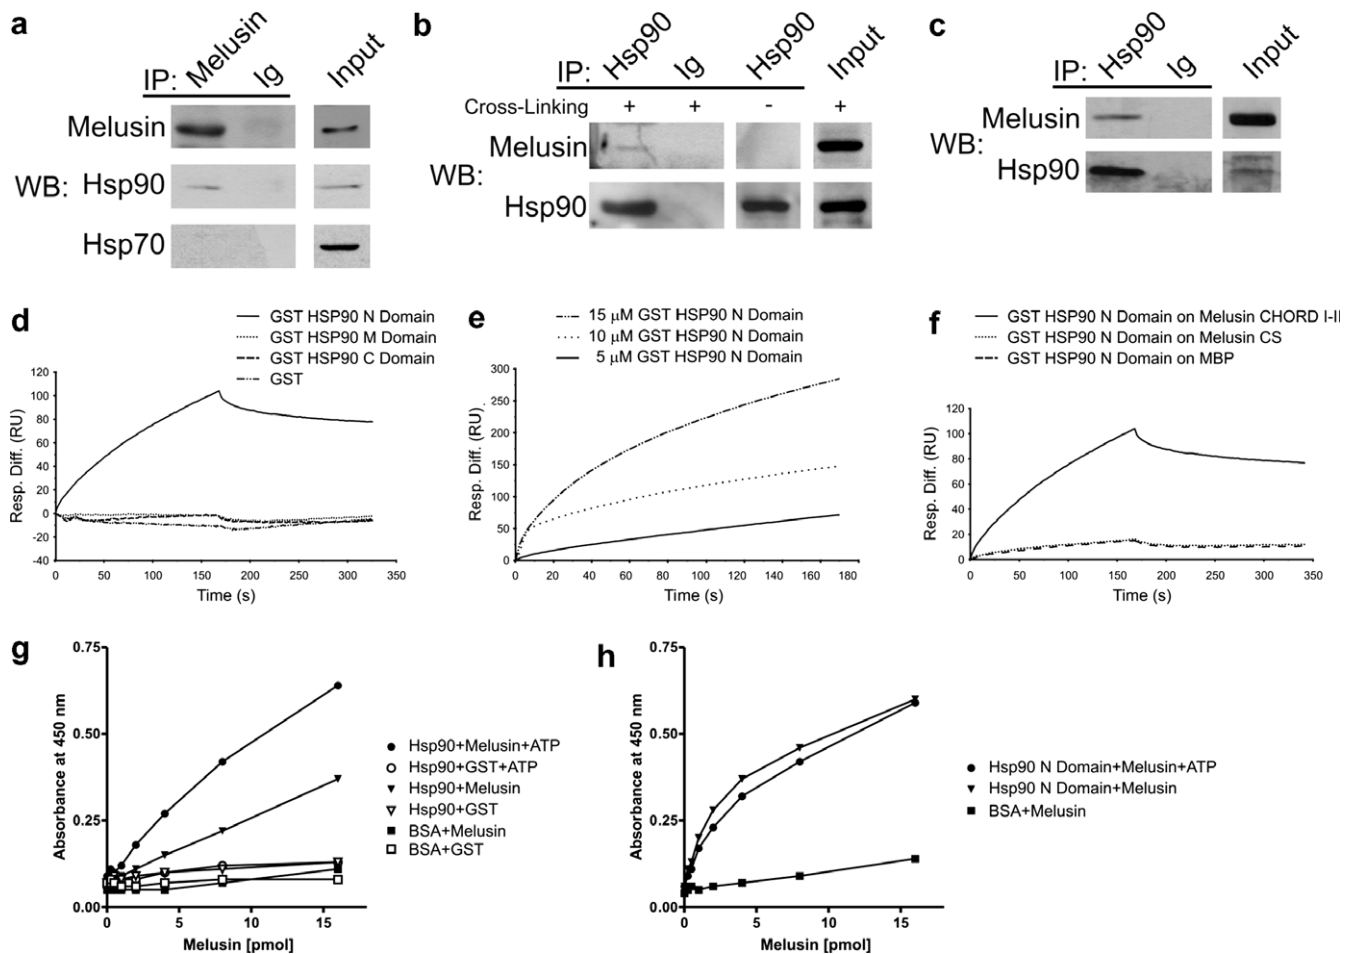 a
IP: Melusin Ig Input
Melusin
WB: Hsp90
Hsp70
b
IP: Hsp90 Ig Hsp90 Input
Cross-Linking + + - +
Melusin
WB:
Hsp90
c
IP: Hsp90 Ig Input
Melusin
WB:
Hsp90
d
GST HSP90 N Domain
GST HSP90 M Domain
GST HSP90 C Domain
GST
Resp. Diff. (RU)
120
100
80
60
40
20
0
-20
-40
0 50 100 150 200 250 300 350
Time (s)
e
15 µM GST HSP90 N Domain
10 µM GST HSP90 N Domain
5 µM GST HSP90 N Domain
Resp. Diff. (RU)
300
250
200
150
100
50
0
0 20 40 60 80 100 120 140 160 180
Time (s)
f
GST HSP90 N Domain on Melusin CHORD I-II
GST HSP90 N Domain on Melusin CS
GST HSP90 N Domain on MBP
Resp. Diff. (RU)
120
100
80
60
40
20
0
0 50 100 150 200 250 300 350
Time (s)
g
Absorbance at 450 nm
0.75
0.50
0.25
0.00
0 5 10 15
Melusin [pmol]
Hsp90+Melusin+ATP
Hsp90+GST+ATP
Hsp90+Melusin
Hsp90+GST
BSA+Melusin
BSA+GST
h
Absorbance at 450 nm
0.75
0.50
0.25
0.00
0 5 10 15
Melusin [pmol]
Hsp90 N Domain+Melusin+ATP
Hsp90 N Domain+Melusin
BSA+Melusin